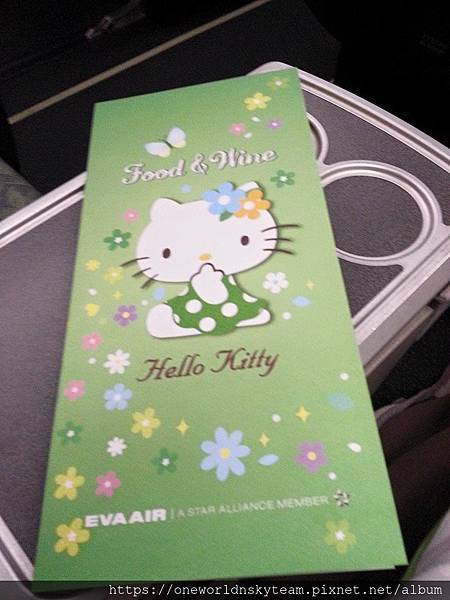 Food & Wine
Hello Kitty
EVA AIR | A STAR ALLIANCE MEMBER
https://oneworldnskyteam.pixnet.net/album